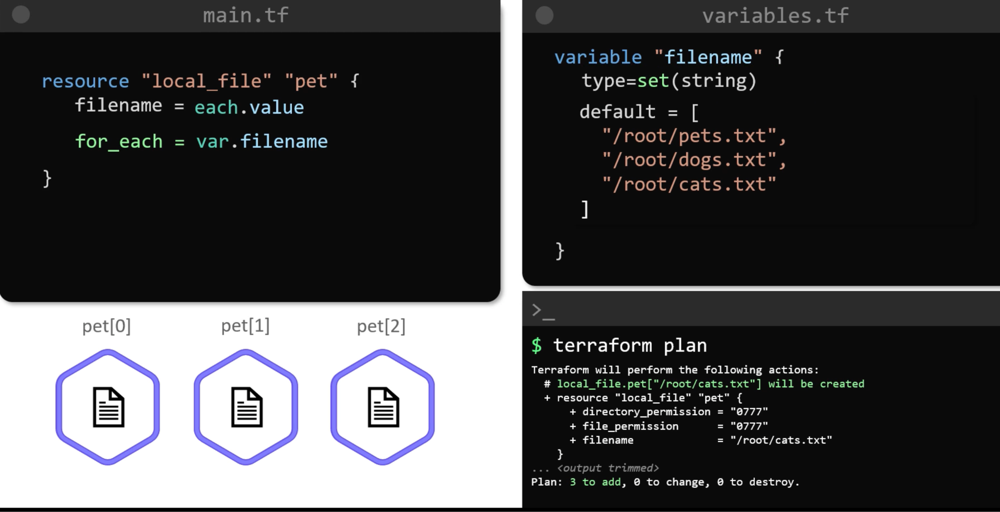 main.tf
resource "local_file" "pet" {
filename = each.value
for_each = var.filename
}
variables.tf
variable "filename" {
type=set(string)
default = [
"/root/pets.txt",
"/root/dogs.txt",
"/root/cats.txt"
]
}
pet[0]
pet[1]
pet[2]
>_
$ terraform plan
Terraform will perform the following actions:
# local_file.pet["/root/cats.txt"] will be created
+ resource "local_file" "pet" {
+ directory_permission = "0777"
+ file_permission = "0777"
+ filename = "/root/cats.txt"
}
... <output trimmed>
Plan: 3 to add, 0 to change, 0 to destroy.